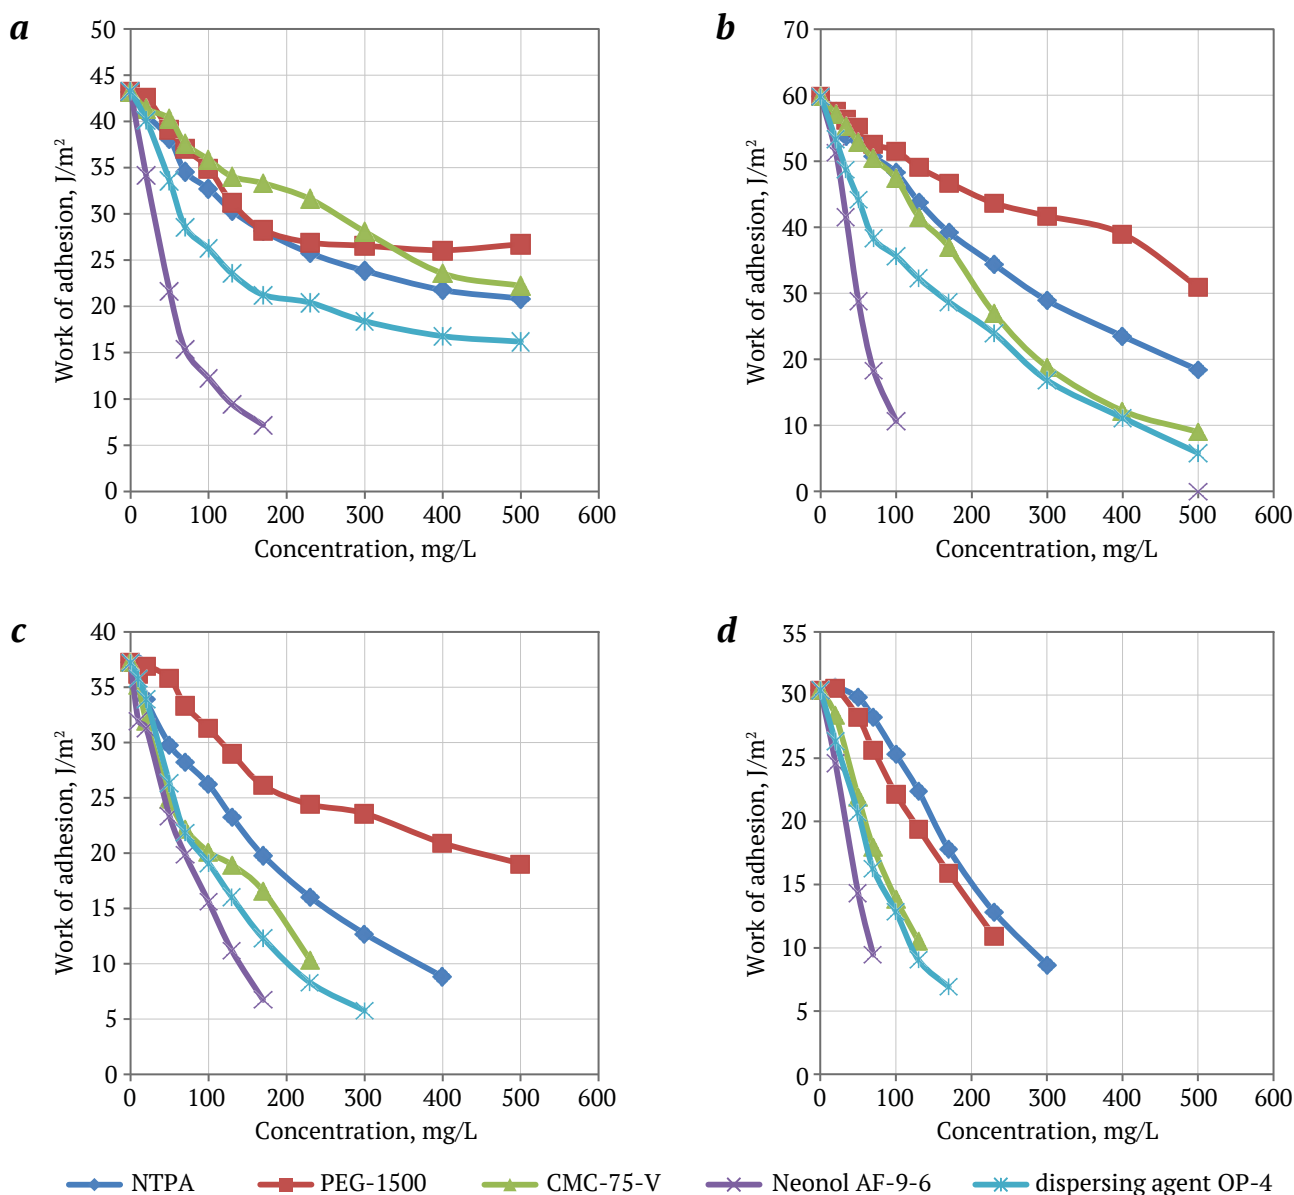 a
b
50
45
40
35
30
25
20
15
10
5
0
Work of adhesion, J/m²
0 100 200 300 400 500 600
Concentration, mg/L
70
60
50
40
30
20
10
0
Work of adhesion, J/m²
0 100 200 300 400 500 600
Concentration, mg/L
c
d
40
35
30
25
20
15
10
5
0
Work of adhesion, J/m²
0 100 200 300 400 500 600
Concentration, mg/L
35
30
25
20
15
10
5
0
Work of adhesion, J/m²
0 100 200 300 400 500 600
Concentration, mg/L
NTPA PEG-1500 CMC-75-V Neonol AF-9-6 dispersing agent OP-4